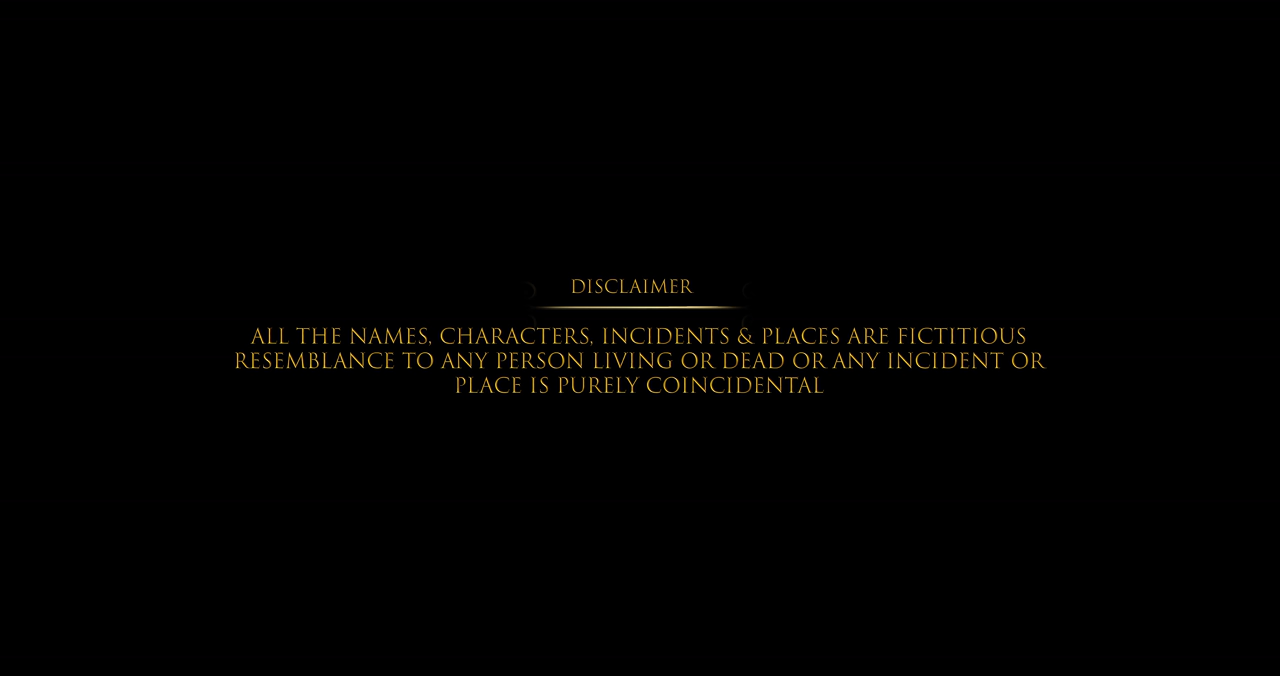 DISCLAIMER
ALL THE NAMES, CHARACTERS, INCIDENTS & PLACES ARE FICTITIOUS
RESEMBLANCE TO ANY PERSON LIVING OR DEAD OR ANY INCIDENT OR
PLACE IS PURELY COINCIDENTAL